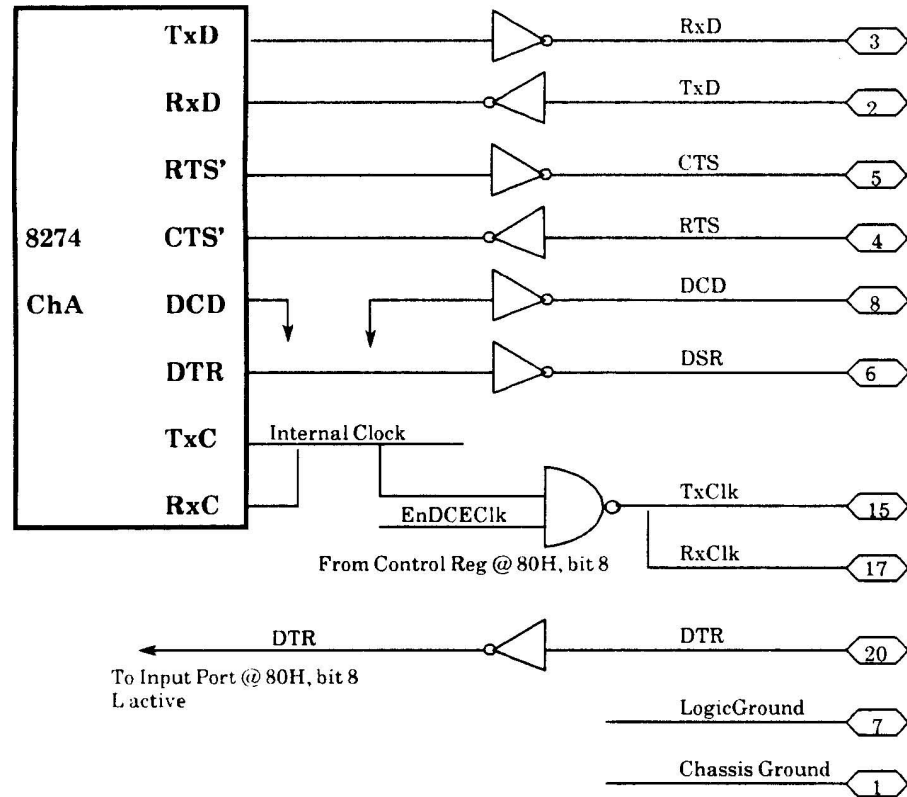 TxD RxD 3
RxD TxD 2
RTS' CTS 5
8274 CTS' RTS 4
ChA DCD DCD 8
DTR DSR 6
TxC Internal Clock
RxC EnDCEClk TxClk 15
From Control Reg @ 80H, bit 8 RxClk 17
DTR DTR 20
To Input Port @ 80H, bit 8
L active
LogicGround 7
Chassis Ground 1